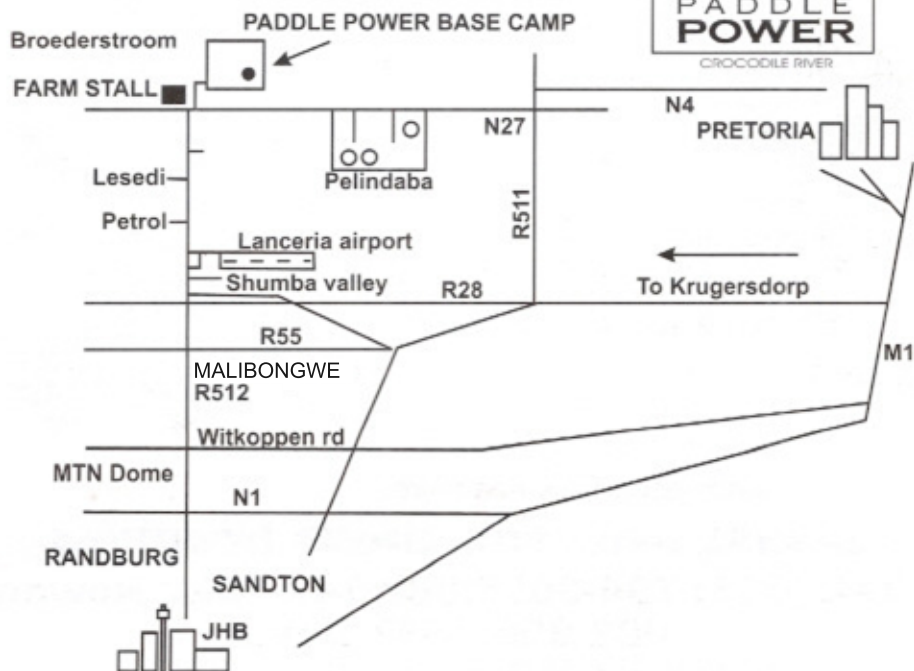 PADDLE
POWER
CROCODILE RIVER
PADDLE POWER BASE CAMP
Broederstroom
FARM STALL
N4
N27
PRETORIA
Lesedi
Pelindaba
Petrol
R511
Lanceria airport
Shumba valley
R28
To Krugersdorp
R55
M1
MALIBONGWE
R512
Witkoppen rd
MTN Dome
N1
RANDBURG
SANDTON
JHB